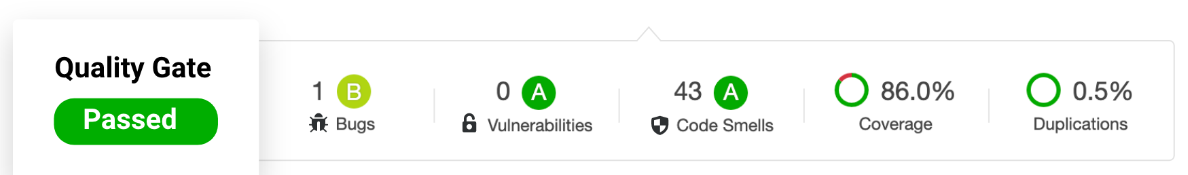 Quality Gate
Passed
1 B
Bugs
0 A
Vulnerabilities
43 A
Code Smells
86.0%
Coverage
0.5%
Duplications